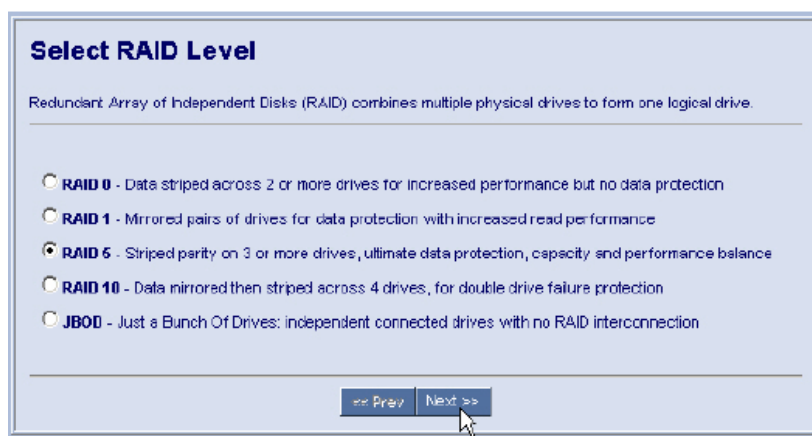 Select RAID Level
Redundant Array of Independent Disks (RAID) combines multiple physical drives to form one logical drive.
RAID 0 - Data striped across 2 or more drives for increased performance but no data protection
RAID 1 - Mirrored pairs of drives for data protection with increased read performance
RAID 5 - Striped parity on 3 or more drives, ultimate data protection, capacity and performance balance
RAID 10 - Data mirrored then striped across 4 drives, for double drive failure protection
JBOD - Just a Bunch Of Drives: independent connected drives with no RAID interconnection
<< Prev Next >>